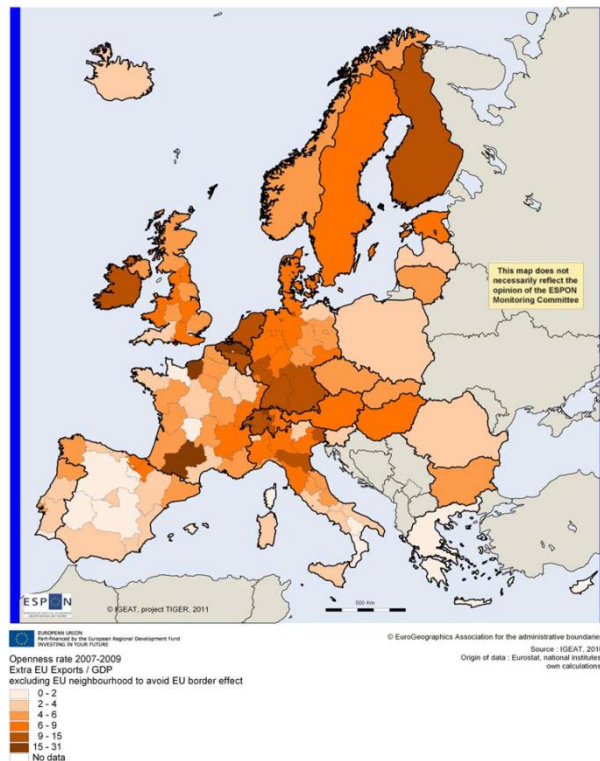 This map does not
necessarily reflect the
opinion of the ESPON
Monitoring Committee
ESPON
© IGEAT, project TIGER, 2011
500 Km
EUROPEAN UNION
Part-financed by the European Regional Development Fund
INVESTING IN YOUR FUTURE
© EuroGeographics Association for the administrative boundarie
Source : IGEAT, 201
Origin of data : Eurostat, national institutes
own calculations
Openness rate 2007-2009
Extra EU Exports / GDP
excluding EU neighbourhood to avoid EU border effect
0 - 2
2 - 4
4 - 6
6 - 9
9 - 15
15 - 31
No data